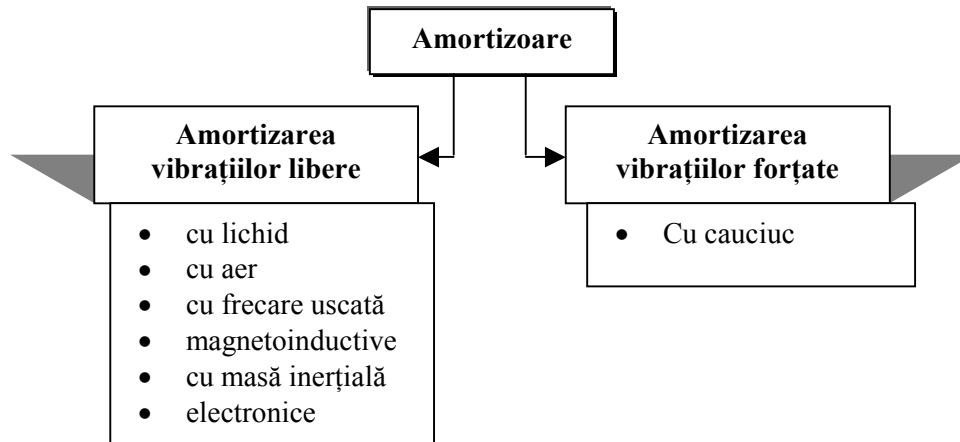 Amortizoare
Amortizarea
vibrațiilor libere
• cu lichid
• cu aer
• cu frecare uscată
• magnetoinductive
• cu masă inerțială
• electronice
Amortizarea
vibrațiilor forțate
• Cu cauciuc